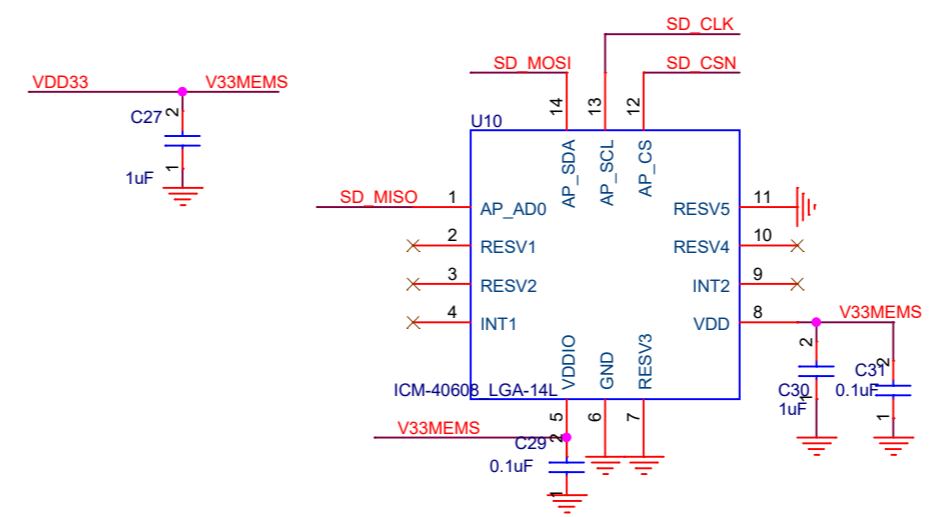 SD_CLK
SD_MOSI
SD_CSN
VDD33
V33MEMS
C27
2
1
1uF
14
13
12
U10
AP_SDA
AP_SCL
AP_CS
SD_MISO
1
AP_AD0
RESV5
11
2
RESV1
RESV4
10
3
RESV2
INT2
9
4
INT1
VDD
8
V33MEMS
VDDIO
GND
RESV3
ICM-40608_LGA-14L
5
6
7
2
C30
1
1uF
2
C31
0.1uF
1
V33MEMS
2
C29
0.1uF
1